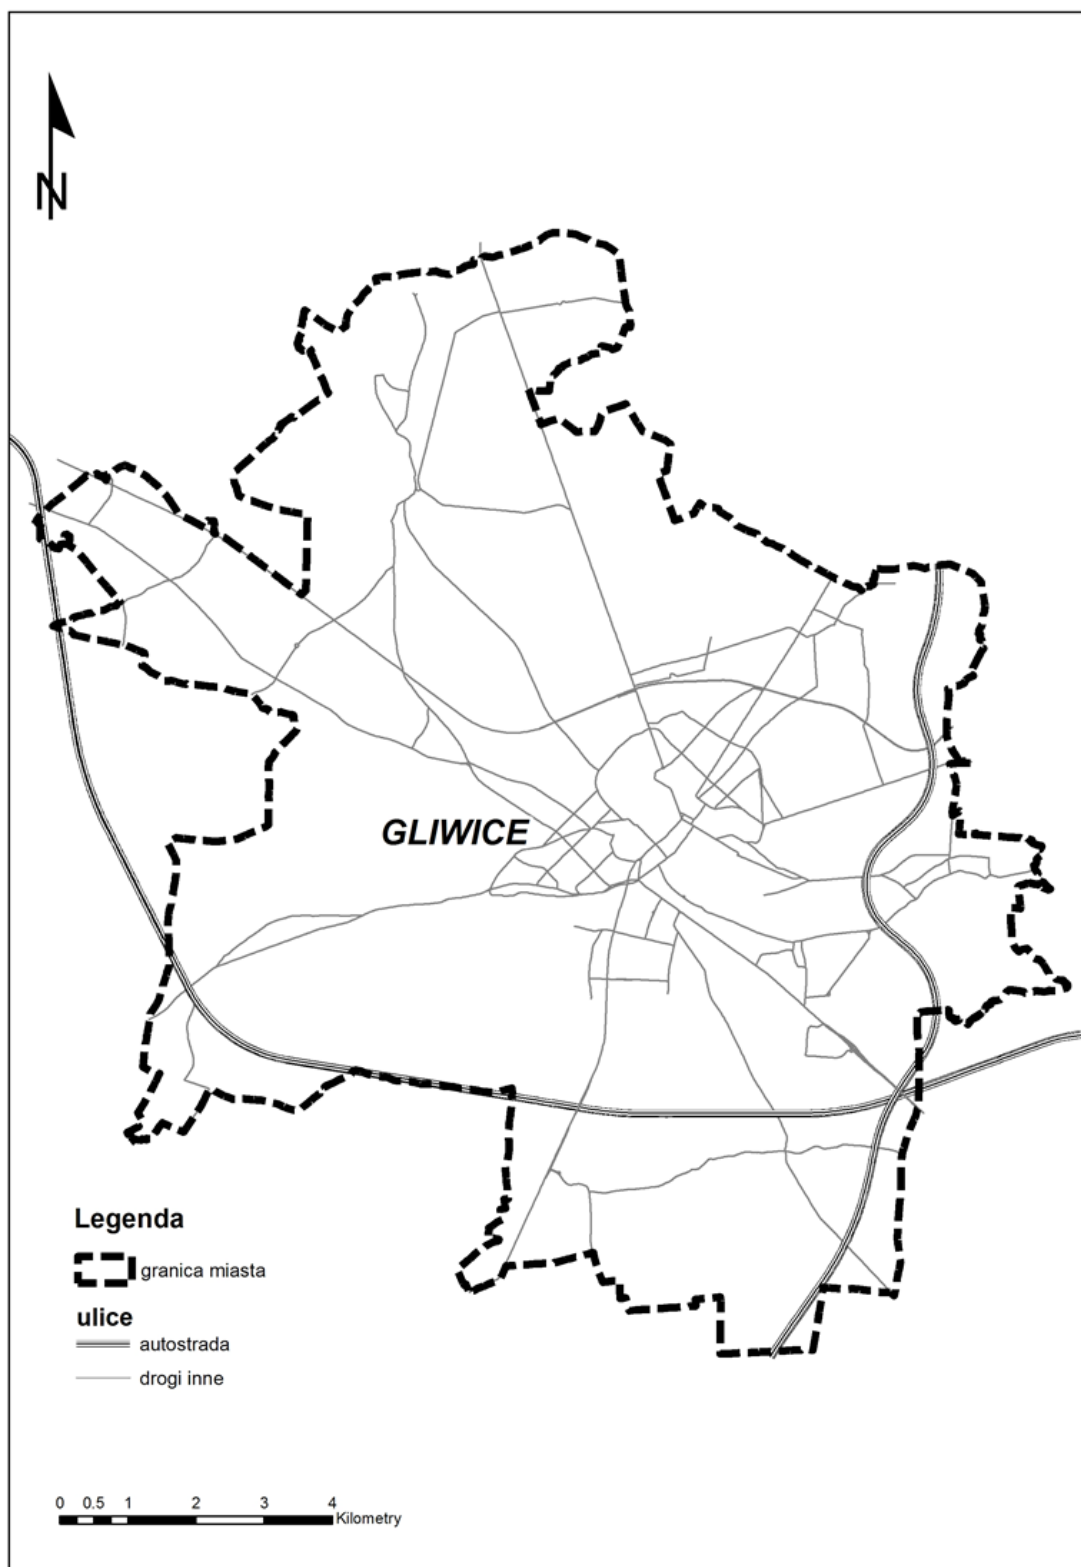 N
GLIWICE
Legenda
granica miasta
ulice
autostrada
drogi inne
0 0.5 1 2 3 4
Kilometry